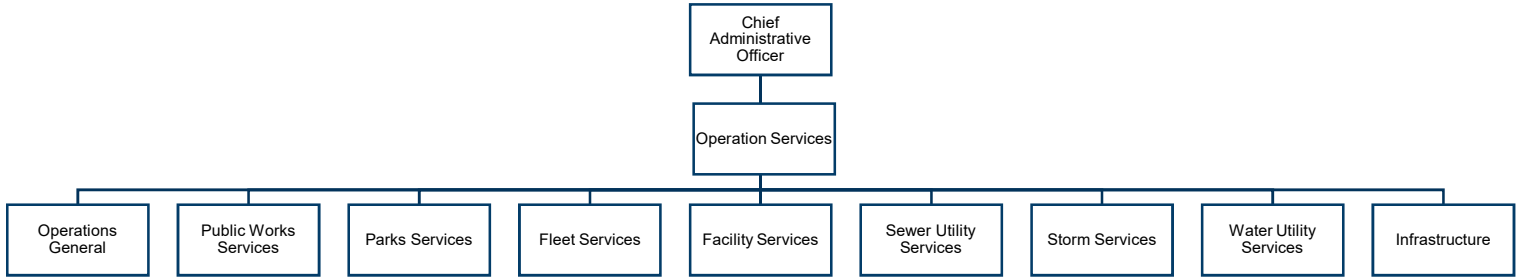 Chief
Administrative
Officer
Operation Services
Operations
General
Public Works
Services
Parks Services
Fleet Services
Facility Services
Sewer Utility
Services
Storm Services
Water Utility
Services
Infrastructure